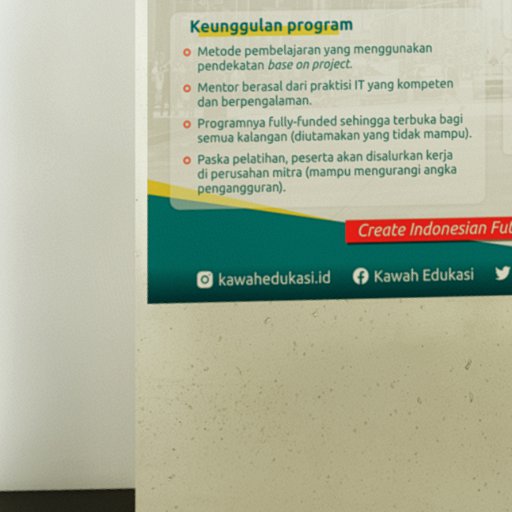 Keunggulan program
Metode pembelajaran yang menggunakan
pendekatan base on project.
Mentor berasal dari praktisi IT yang kompeten
dan berpengalaman.
Programnya fully-funded sehingga terbuka bagi
semua kalangan (diutamakan yang tidak mampu).
Paska pelatihan, peserta akan disalurkan kerja
di perusahan mitra (mampu mengurangi angka
pengangguran).
Create Indonesian Fut
kawahedukasi.id Kawah Edukasi